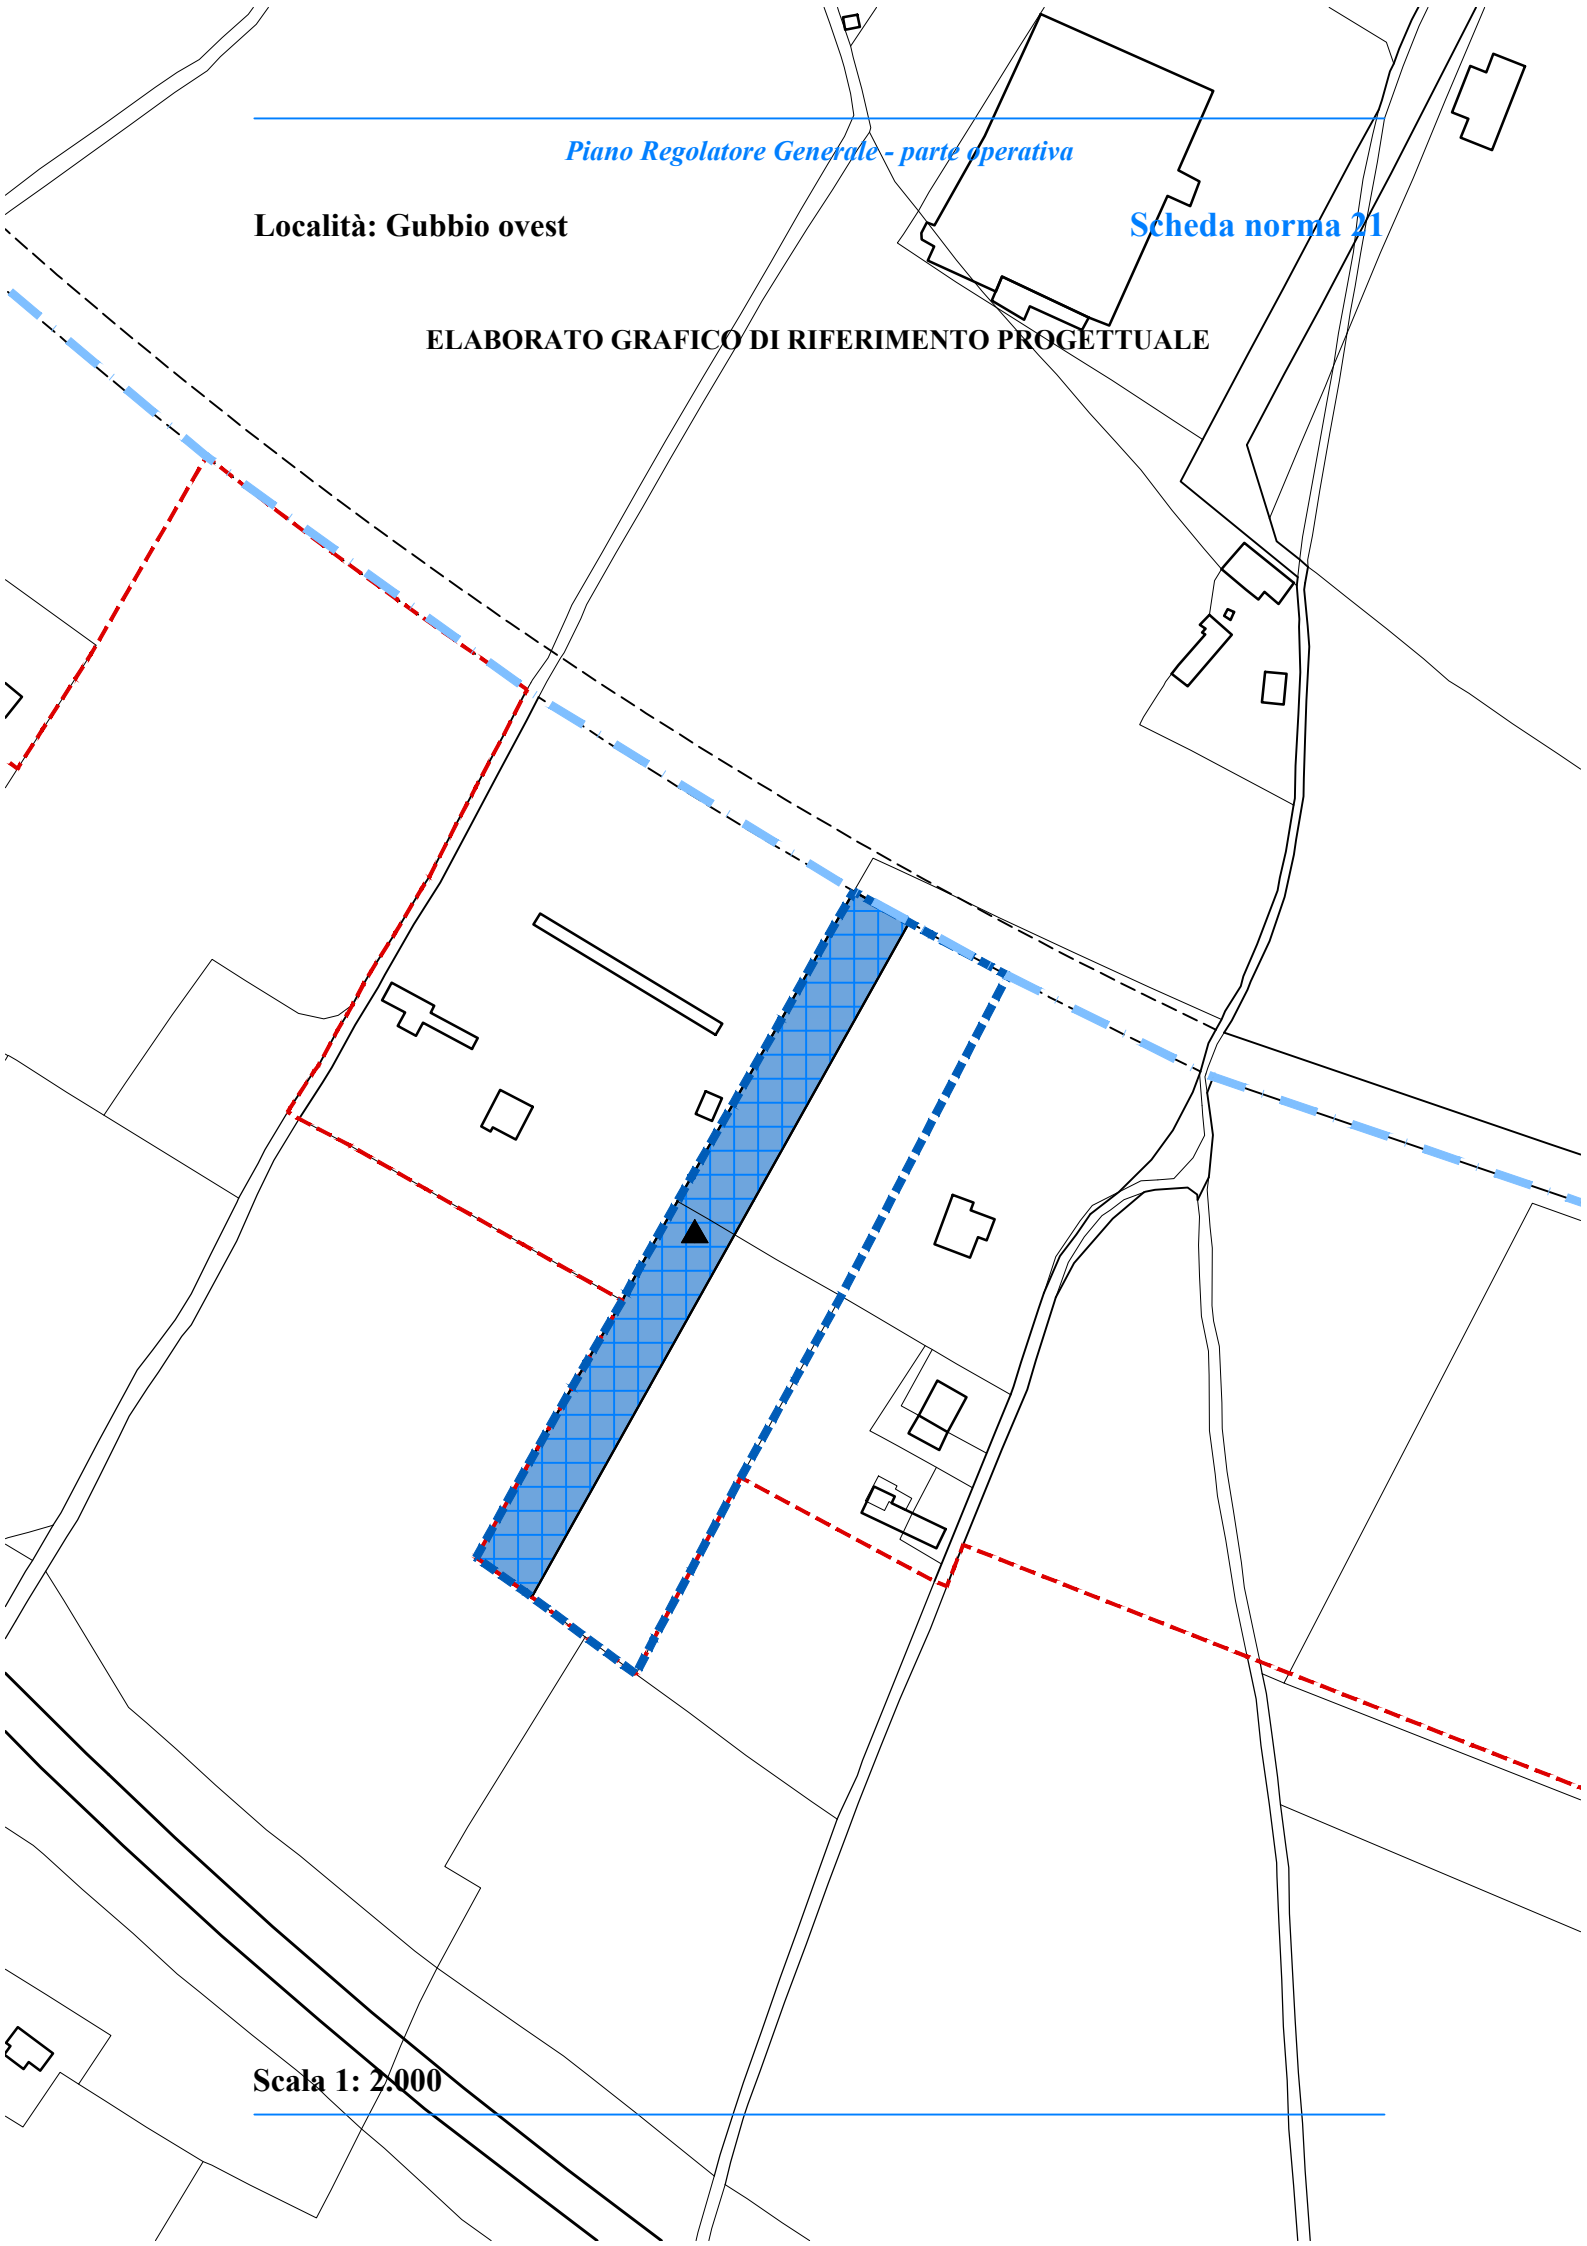 Piano Regolatore Generale - parte operativa
Località: Gubbio ovest
Scheda norma 21
ELABORATO GRAFICO DI RIFERIMENTO PROGETTUALE
Scala 1: 2.000